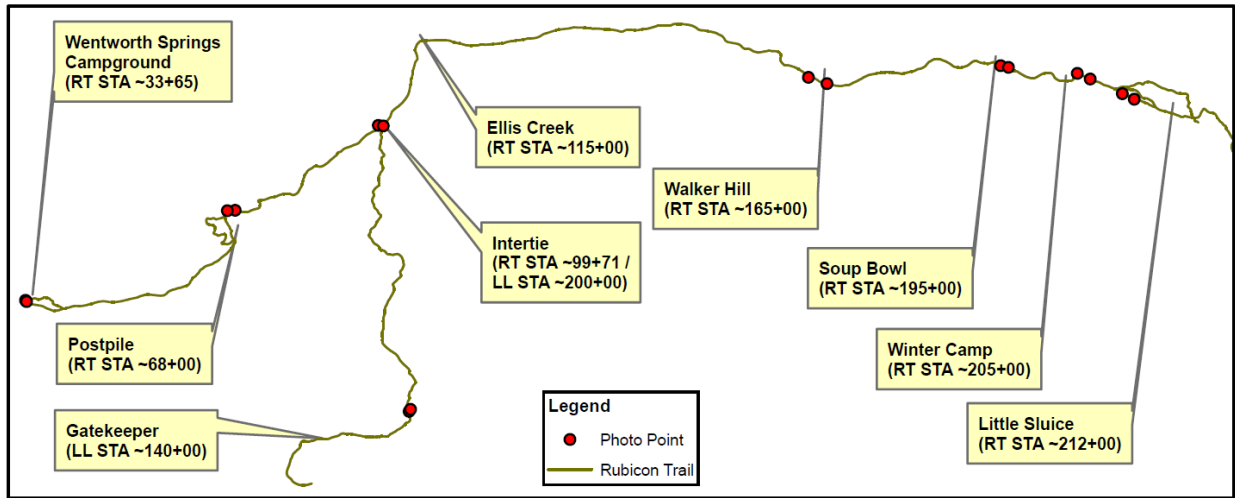 Wentworth Springs
Campground
(RT STA ~33+65)
Ellis Creek
(RT STA ~115+00)
Walker Hill
(RT STA ~165+00)
Intertie
(RT STA ~99+71 /
LL STA ~200+00)
Soup Bowl
(RT STA ~195+00)
Postpile
(RT STA ~68+00)
Winter Camp
(RT STA ~205+00)
Gatekeeper
(LL STA ~140+00)
Little Sluice
(RT STA ~212+00)
Legend
Photo Point
Rubicon Trail